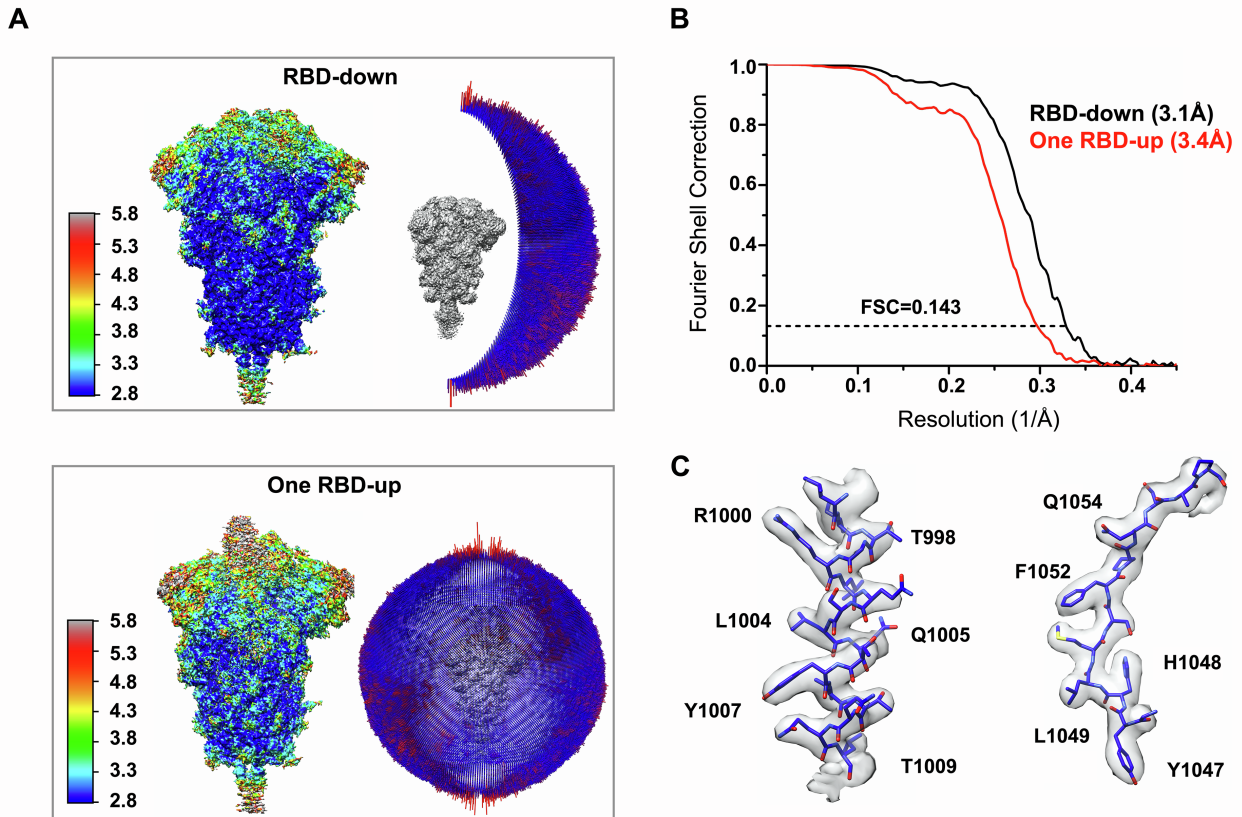 A
RBD-down
5.8
5.3
4.8
4.3
3.8
3.3
2.8
One RBD-up
5.8
5.3
4.8
4.3
3.8
3.3
2.8
B
Fourier Shell Correction
1.0
0.8
0.6
0.4
0.2
0.0
RBD-down (3.1Å)
One RBD-up (3.4Å)
FSC=0.143
0.0 0.1 0.2 0.3 0.4
Resolution (1/Å)
C
R1000
T998
L1004
Q1005
Y1007
T1009
Q1054
F1052
H1048
L1049
Y1047